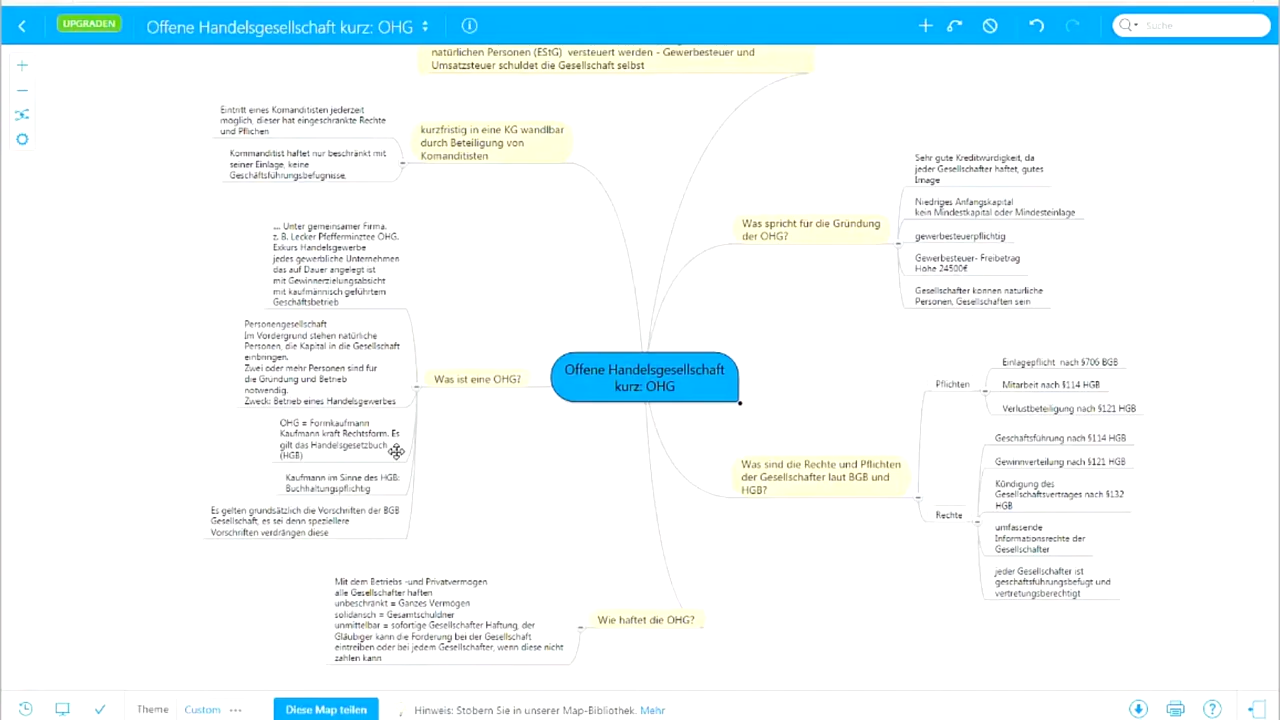 UPGRADEN
Offene Handelsgesellschaft kurz: OHG
Suche
natürlichen Personen (EStG) versteuert werden - Gewerbesteuer und
Umsatzsteuer schuldet die Gesellschaft selbst
Eintritt eines Komanditisten jederzeit
möglich, dieser hat eingeschränkte Rechte
und Pflichen
Kommanditist haftet nur beschränkt mit
seiner Einlage, keine
Geschäftsführungsbefugnisse,
kurzfristig in eine KG wandlbar
durch Beteiligung von
Komanditisten
... Unter gemeinsamer Firma.
z. B. Lecker Pfefferminztee OHG.
Exkurs Handelsgewerbe
jedes gewerbliche Unternehmen
das auf Dauer angelegt ist
mit Gewinnerzielungsabsicht
mit kaufmännisch geführtem
Geschäftsbetrieb
Personengesellschaft
Im Vordergrund stehen natürliche
Personen, die Kapital in die Gesellschaft
einbringen.
Zwei oder mehr Personen sind für
die Gründung und Betrieb
notwendig.
Zweck: Betrieb eines Handelsgewerbes
OHG = Formkaufmann
Kaufmann kraft Rechtsform. Es
gilt das Handelsgesetzbuch
(HGB)
Kaufmann im Sinne des HGB:
Buchhaltungspflichtig
Es gelten grundsätzlich die Vorschriften der BGB
Gesellschaft, es sei denn speziellere
Vorschriften verdrängen diese
Was ist eine OHG?
Offene Handelsgesellschaft
kurz: OHG
Mit dem Betriebs -und Privatvermögen
alle Gesellschafter haften
unbeschränkt = Ganzes Vermögen
solidarisch = Gesamtschuldner
unmittelbar = sofortige Gesellschafter Haftung, der
Gläubiger kann die Forderung bei der Gesellschaft
eintreiben oder bei jedem Gesellschafter, wenn diese nicht
zahlen kann
Wie haftet die OHG?
Was spricht für die Gründung
der OHG?
Sehr gute Kreditwürdigkeit, da
jeder Gesellschafter haftet, gutes
Image
Niedriges Anfangskapital
kein Mindestkapital oder Mindesteinlage
gewerbesteuerpflichtig
Gewerbesteuer- Freibetrag
Höhe 24500€
Gesellschafter können natürliche
Personen, Gesellschaften sein
Was sind die Rechte und Pflichten
der Gesellschafter laut BGB und
HGB?
Pflichten
Einlagepflicht nach §706 BGB
Mitarbeit nach §114 HGB
Verlustbeteiligung nach §121 HGB
Rechte
Geschäftsführung nach §114 HGB
Gewinnverteilung nach §121 HGB
Kündigung des
Gesellschaftsvertrages nach §132
HGB
umfassende
Informationsrechte der
Gesellschafter
jeder Gesellschafter ist
geschäftsführungsbefugt und
vertretungsberechtigt
Theme
Custom
Diese Map teilen
Hinweis: Stöbern Sie in unserer Map-Bibliothek. Mehr